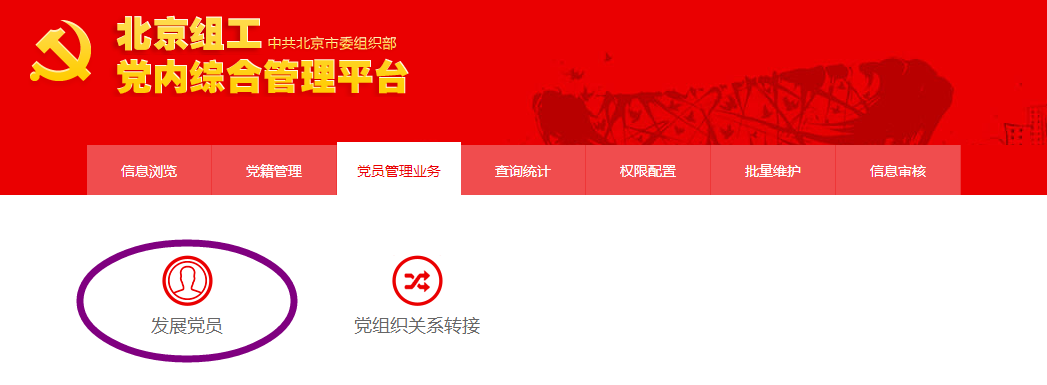 北京组工 中共北京市委组织部
党内综合管理平台
信息浏览 党籍管理 党员管理业务 查询统计 权限配置 批量维护 信息审核
发展党员 党组织关系转接